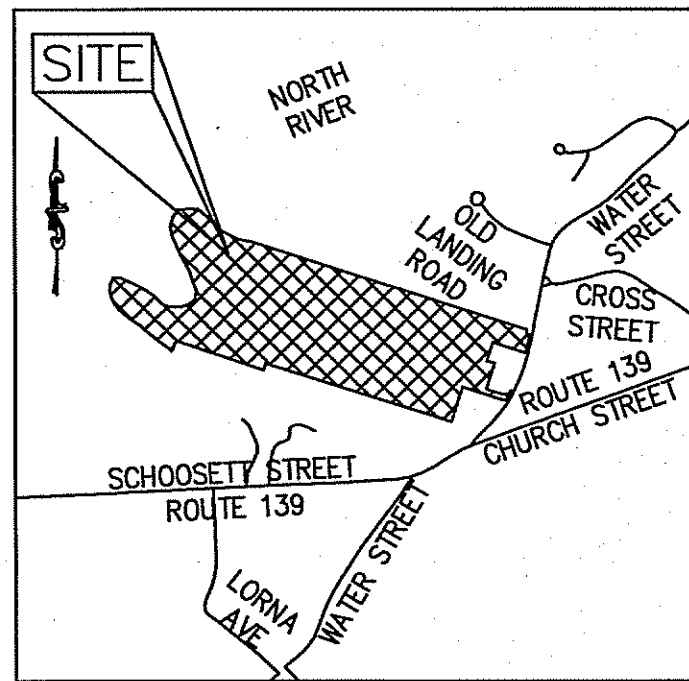 SITE
NORTH
RIVER
OLD
LANDING
ROAD
WATER
STREET
CROSS
STREET
ROUTE 139
CHURCH STREET
SCHOOSETT STREET
ROUTE 139
WATER STREET
LORNA
AVE